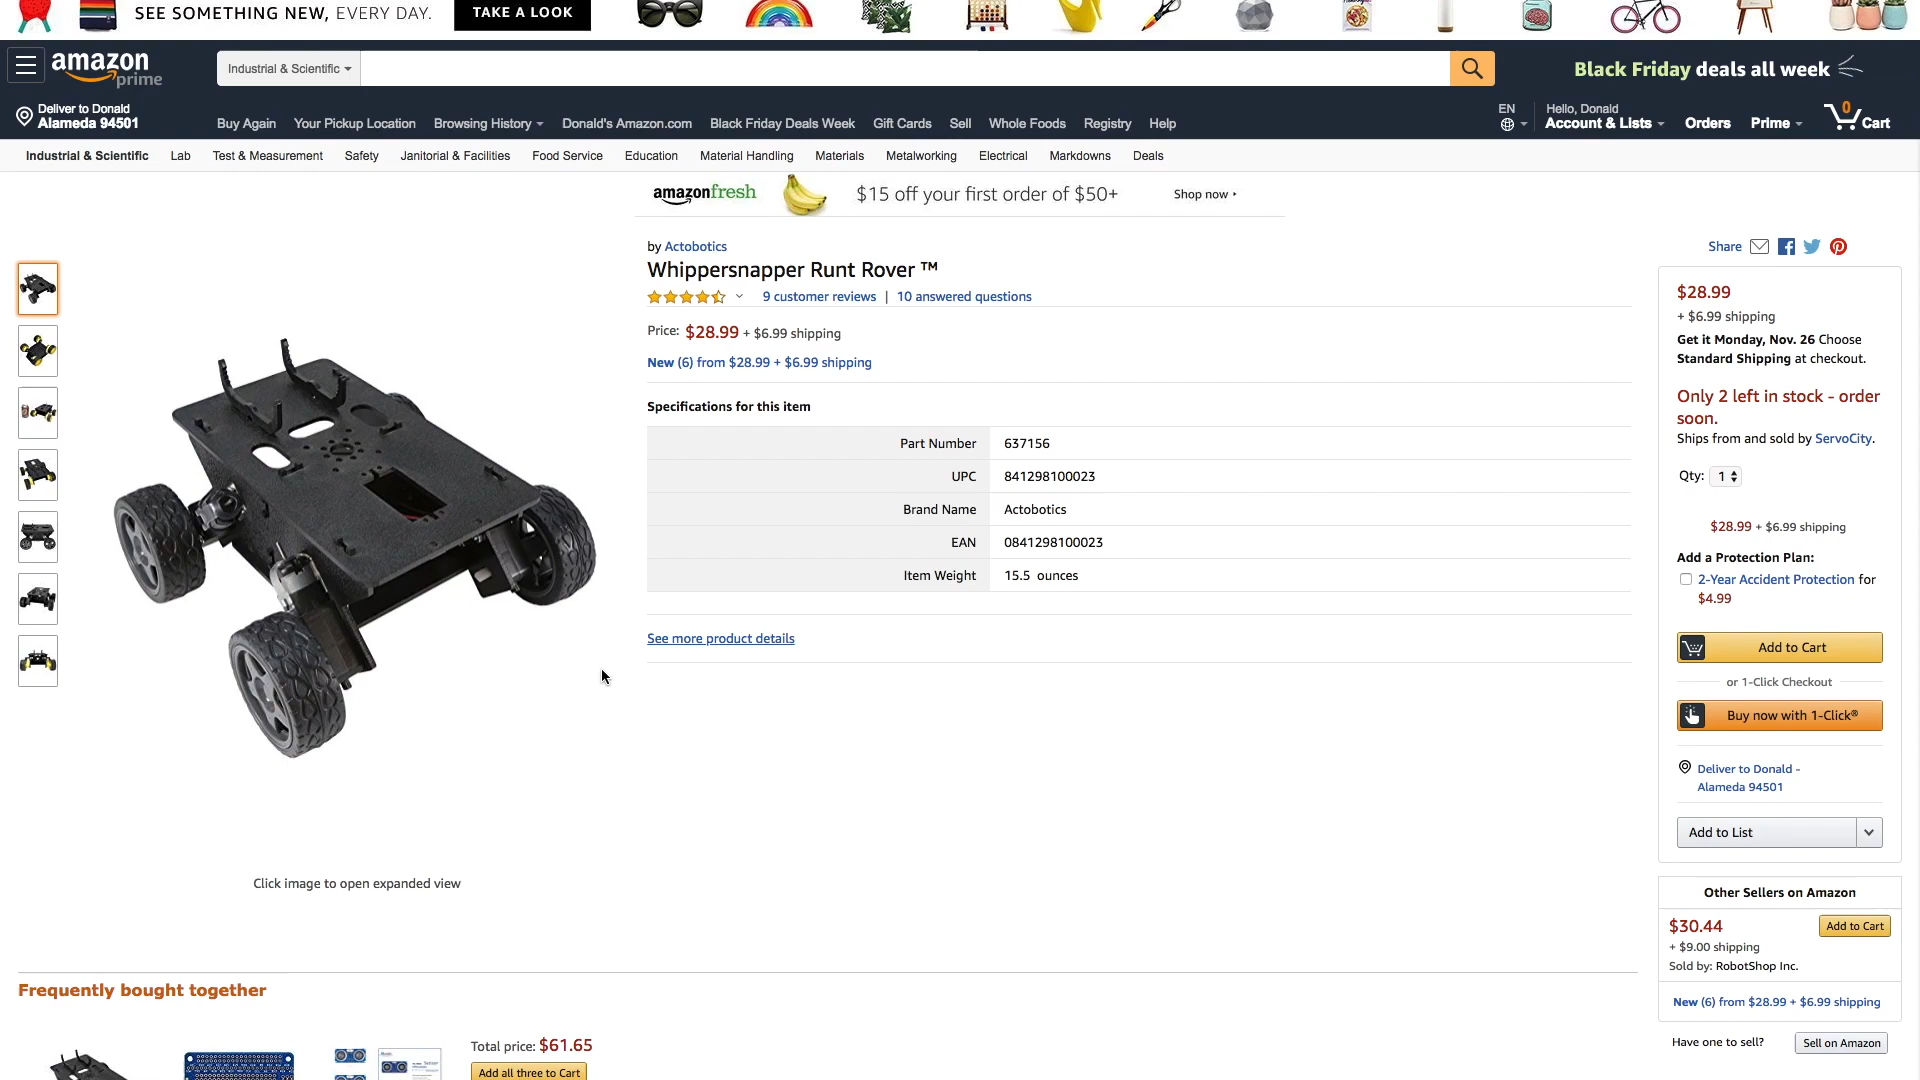 SEE SOMETHING NEW, EVERY DAY.
TAKE A LOOK
amazon
prime
Industrial & Scientific
Black Friday deals all week
Deliver to Donald
Alameda 94501
Buy Again
Your Pickup Location
Browsing History
Donald's Amazon.com
Black Friday Deals Week
Gift Cards
Sell
Whole Foods
Registry
Help
EN
Hello, Donald
Account & Lists
Orders
Prime
0
Cart
Industrial & Scientific
Lab
Test & Measurement
Safety
Janitorial & Facilities
Food Service
Education
Material Handling
Materials
Metalworking
Electrical
Markdowns
Deals
amazonfresh
$15 off your first order of $50+
Shop now
by Actobotics
Whippersnapper Runt Rover ™
9 customer reviews | 10 answered questions
Price: $28.99 + $6.99 shipping
New (6) from $28.99 + $6.99 shipping
Specifications for this item
Part Number 637156
UPC 841298100023
Brand Name Actobotics
EAN 0841298100023
Item Weight 15.5 ounces
See more product details
Click image to open expanded view
Share
$28.99
+ $6.99 shipping
Get it Monday, Nov. 26 Choose
Standard Shipping at checkout.
Only 2 left in stock - order
soon.
Ships from and sold by ServoCity.
Qty: 1
$28.99 + $6.99 shipping
Add a Protection Plan:
2-Year Accident Protection for
$4.99
Add to Cart
or 1-Click Checkout
Buy now with 1-Click®
Deliver to Donald -
Alameda 94501
Add to List
Other Sellers on Amazon
$30.44
Add to Cart
+ $9.00 shipping
Sold by: RobotShop Inc.
New (6) from $28.99 + $6.99 shipping
Have one to sell?
Sell on Amazon
Frequently bought together
Total price: $61.65
Add all three to Cart